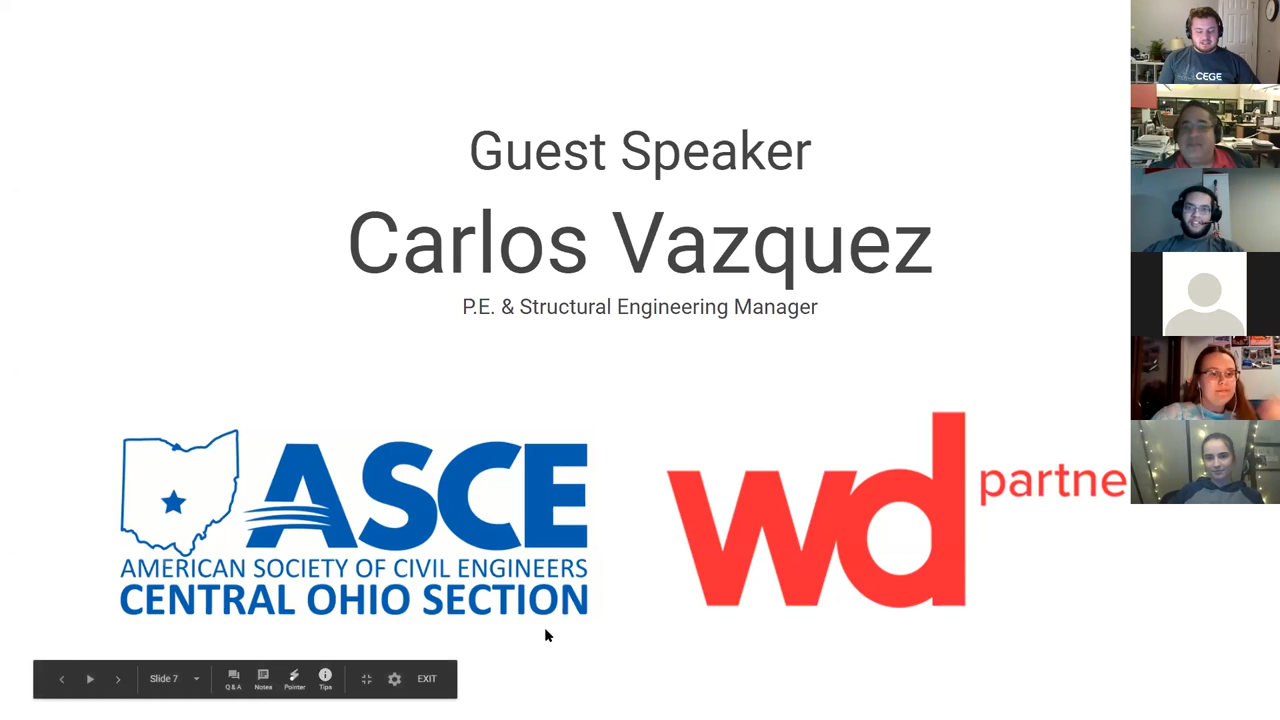 Guest Speaker
Carlos Vazquez
P.E. & Structural Engineering Manager
ASCE
AMERICAN SOCIETY OF CIVIL ENGINEERS
CENTRAL OHIO SECTION
wd partne
CEGE
Slide 7
Q & A
Notes
Pointer
Tips
EXIT